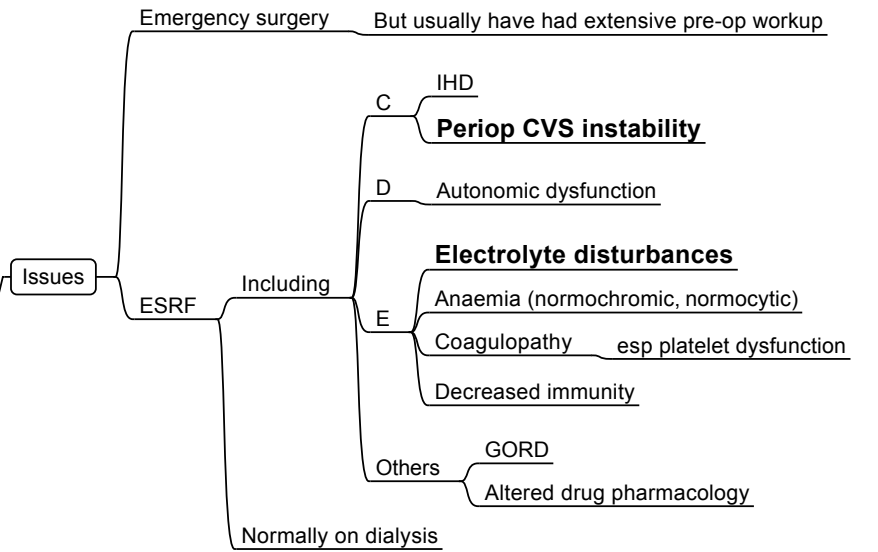 Issues
Emergency surgery
But usually have had extensive pre-op workup
ESRF
Including
C
IHD
Periop CVS instability
D
Autonomic dysfunction
E
Electrolyte disturbances
Anaemia (normochromic, normocytic)
Coagulopathy
esp platelet dysfunction
Decreased immunity
Others
GORD
Altered drug pharmacology
Normally on dialysis